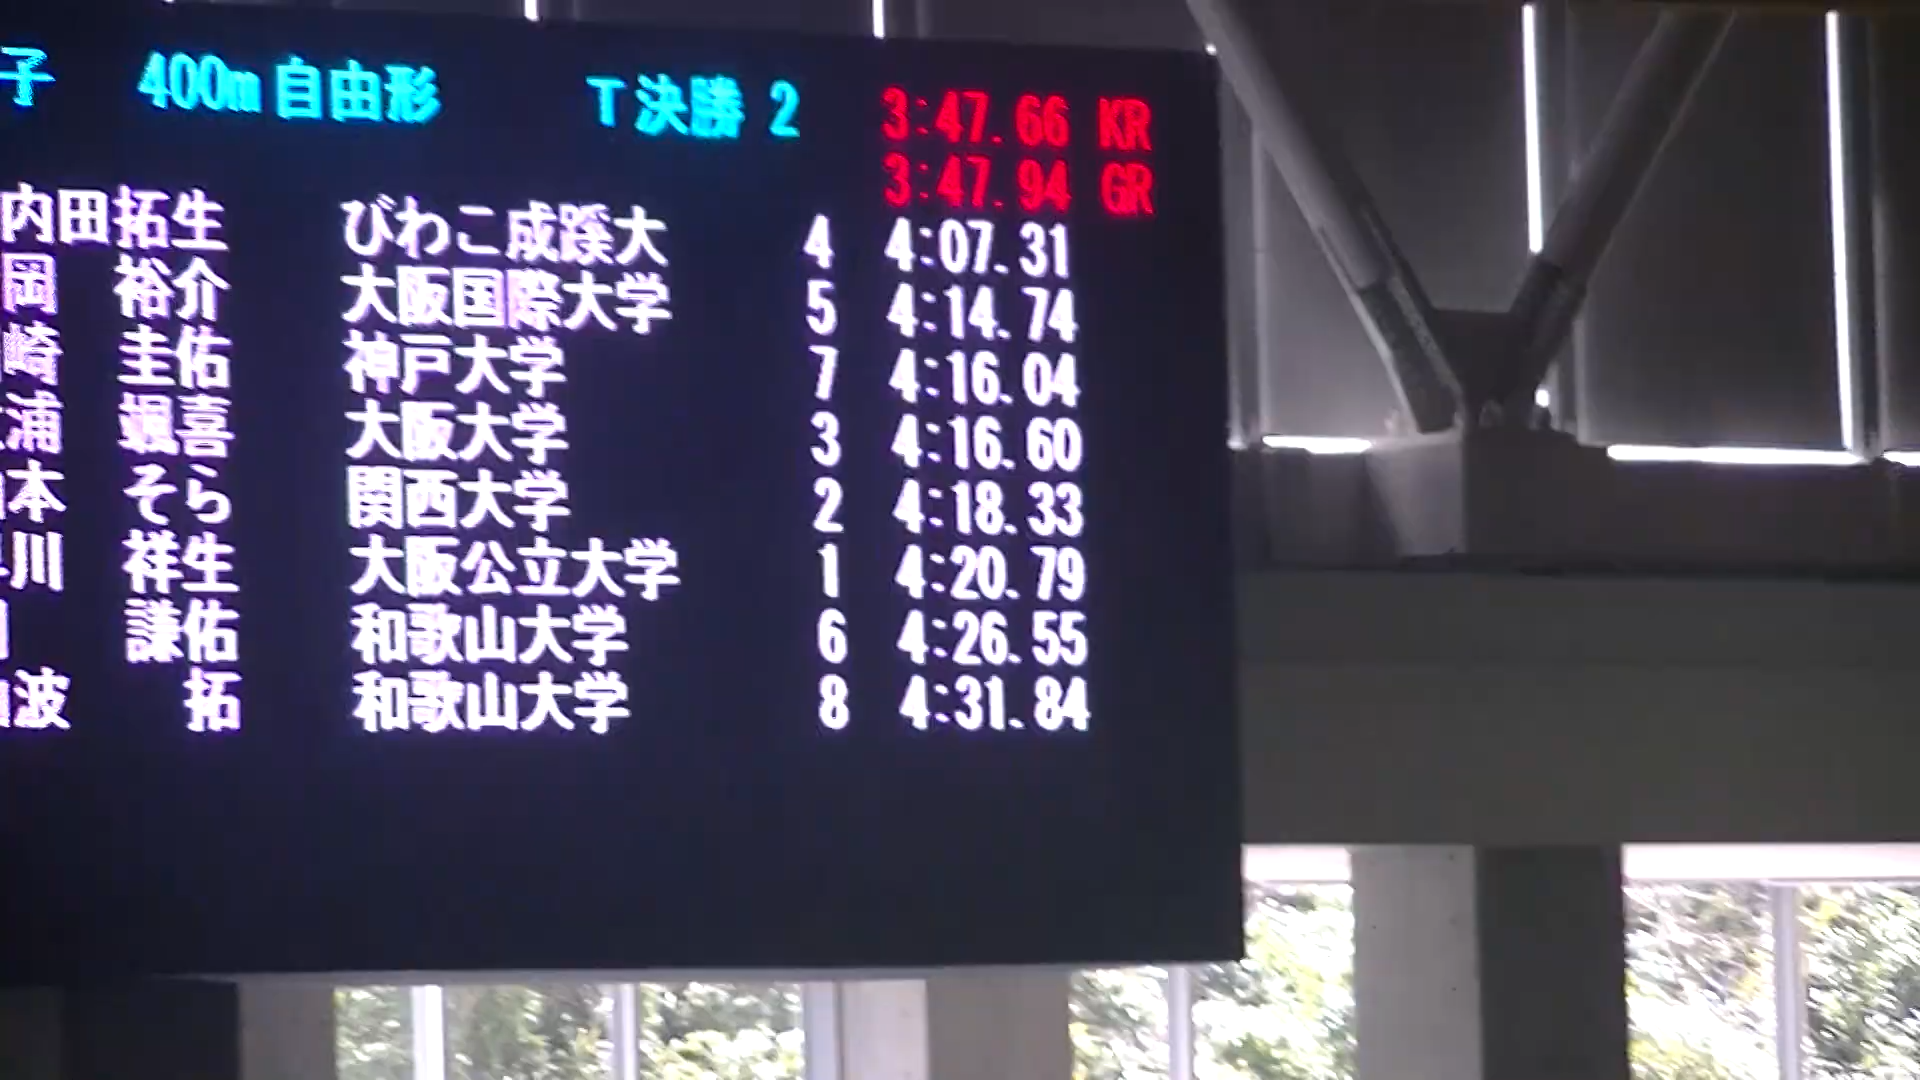 子 400m 自由形 T決勝 2 3:47.66 KR
3:47.94 GR
内田拓生 びわこ成蹊大 4 4:07.31
岡 裕介 大阪国際大学 5 4:14.74
崎 圭佑 神戸大学 7 4:16.04
浦 颯喜 大阪大学 3 4:16.60
本 そら 関西大学 2 4:18.33
川 祥生 大阪公立大学 1 4:20.79
謙佑 和歌山大学 6 4:26.55
波 拓 和歌山大学 8 4:31.84